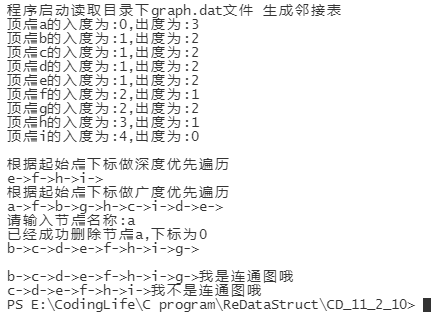 程序启动读取目录下graph.dat文件 生成邻接表
顶点a的入度为:0,出度为:3
顶点b的入度为:1,出度为:2
顶点c的入度为:1,出度为:2
顶点d的入度为:1,出度为:2
顶点e的入度为:1,出度为:2
顶点f的入度为:2,出度为:1
顶点g的入度为:2,出度为:2
顶点h的入度为:3,出度为:1
顶点i的入度为:4,出度为:0
根据起始点下标做深度优先遍历
e->f->h->i->
根据起始点下标做广度优先遍历
a->f->b->g->h->c->i->d->e->
请输入节点名称:a
已经成功删除节点a,下标为0
b->c->d->e->f->h->i->g->
b->c->d->e->f->h->i->g->我是连通图哦
c->d->e->f->h->i->我不是连通图哦
PS E:\CodingLife\C program\ReDataStruct\CD_11_2_10>